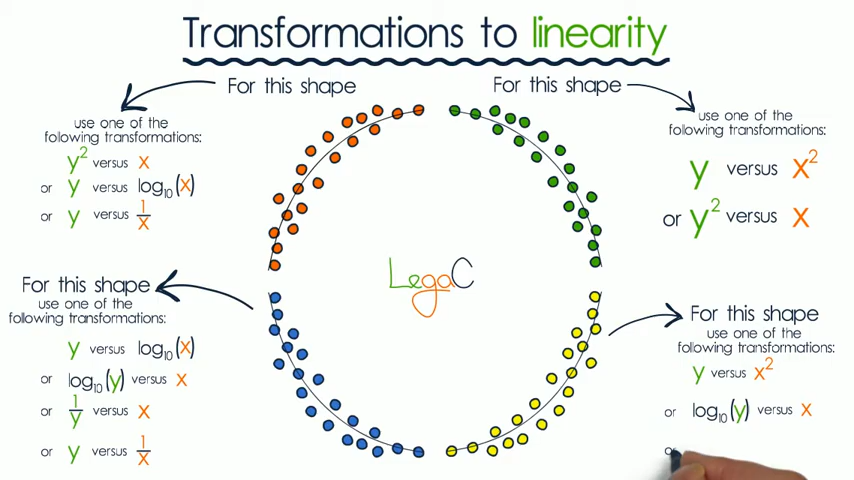 Transformations to linearity
For this shape
use one of the
following transformations:
y² versus x
or y versus log₁₀(x)
or y versus 1/x
For this shape
use one of the
following transformations:
y versus x²
or y² versus x
LegaC
For this shape
use one of the
following transformations:
y versus log₁₀(x)
or log₁₀(y) versus x
or 1/y versus x
or y versus 1/x
For this shape
use one of the
following transformations:
y versus x²
or log₁₀(y) versus x
or